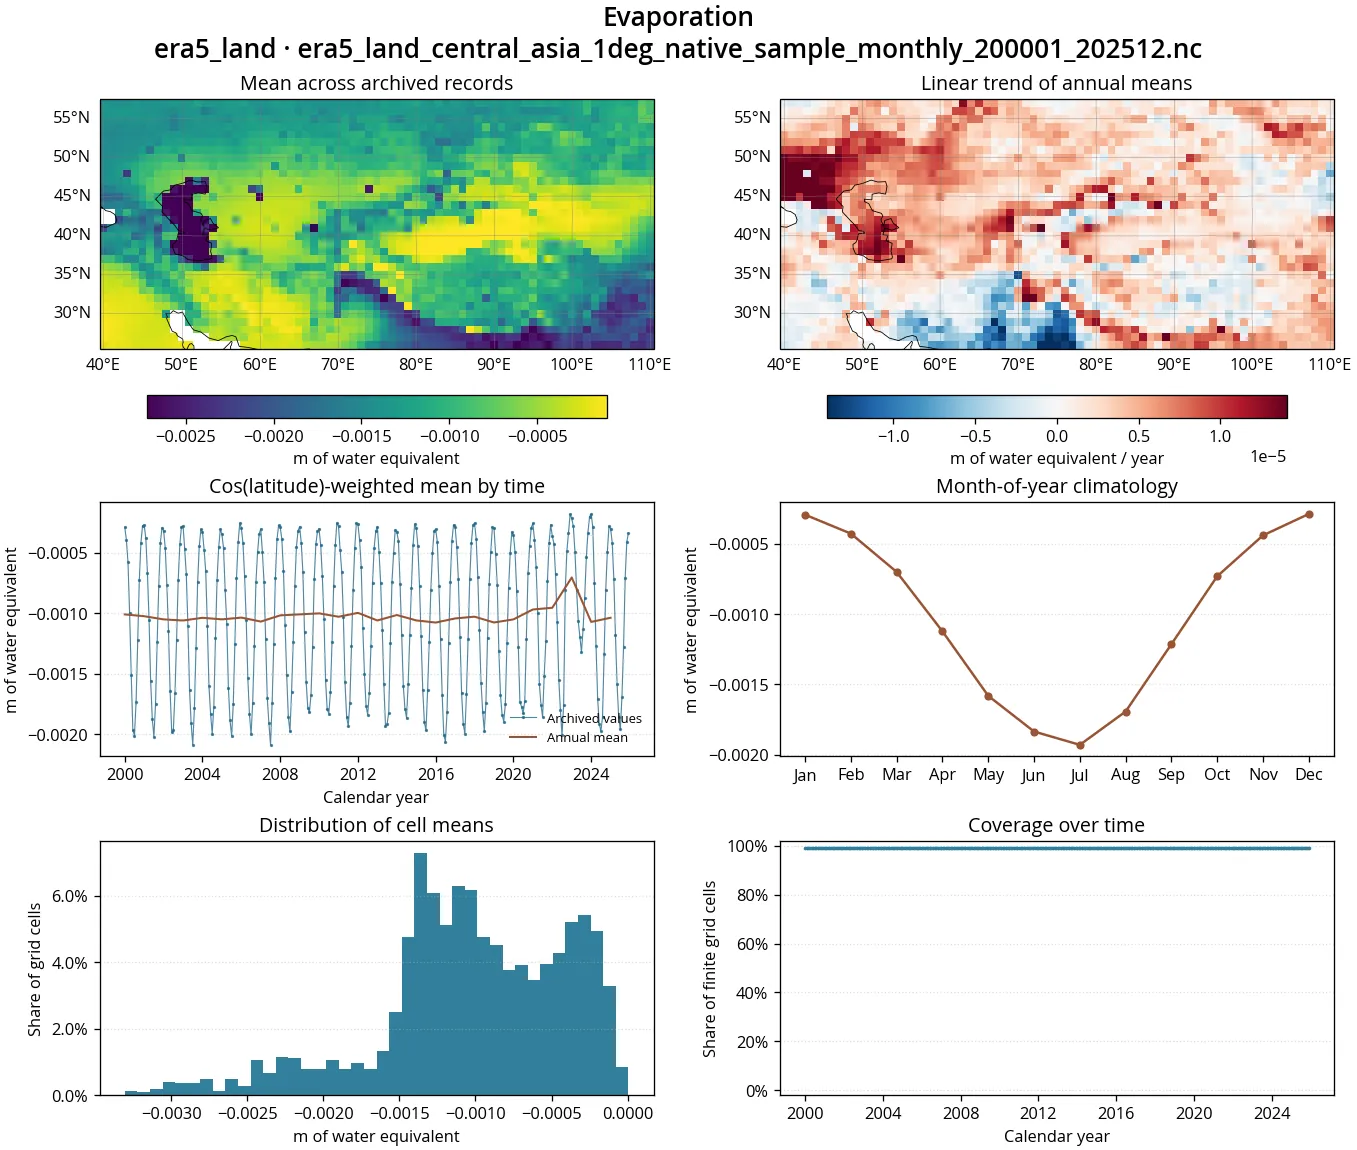 Evaporation
era5_land · era5_land_central_asia_1deg_native_sample_monthly_200001_202512.nc
Mean across archived records
55°N
50°N
45°N
40°N
35°N
30°N
40°E 50°E 60°E 70°E 80°E 90°E 100°E 110°E
−0.0025 −0.0020 −0.0015 −0.0010 −0.0005
m of water equivalent
Linear trend of annual means
55°N
50°N
45°N
40°N
35°N
30°N
40°E 50°E 60°E 70°E 80°E 90°E 100°E 110°E
−1.0 −0.5 0.0 0.5 1.0
1e−5
m of water equivalent / year
Cos(latitude)-weighted mean by time
m of water equivalent
−0.0005
−0.0010
−0.0015
−0.0020
Archived values
Annual mean
2000 2004 2008 2012 2016 2020 2024
Calendar year
Month-of-year climatology
m of water equivalent
−0.0005
−0.0010
−0.0015
−0.0020
Jan Feb Mar Apr May Jun Jul Aug Sep Oct Nov Dec
Distribution of cell means
Share of grid cells
6.0%
4.0%
2.0%
0.0%
−0.0030 −0.0025 −0.0020 −0.0015 −0.0010 −0.0005 0.0000
m of water equivalent
Coverage over time
Share of finite grid cells
100%
80%
60%
40%
20%
0%
2000 2004 2008 2012 2016 2020 2024
Calendar year